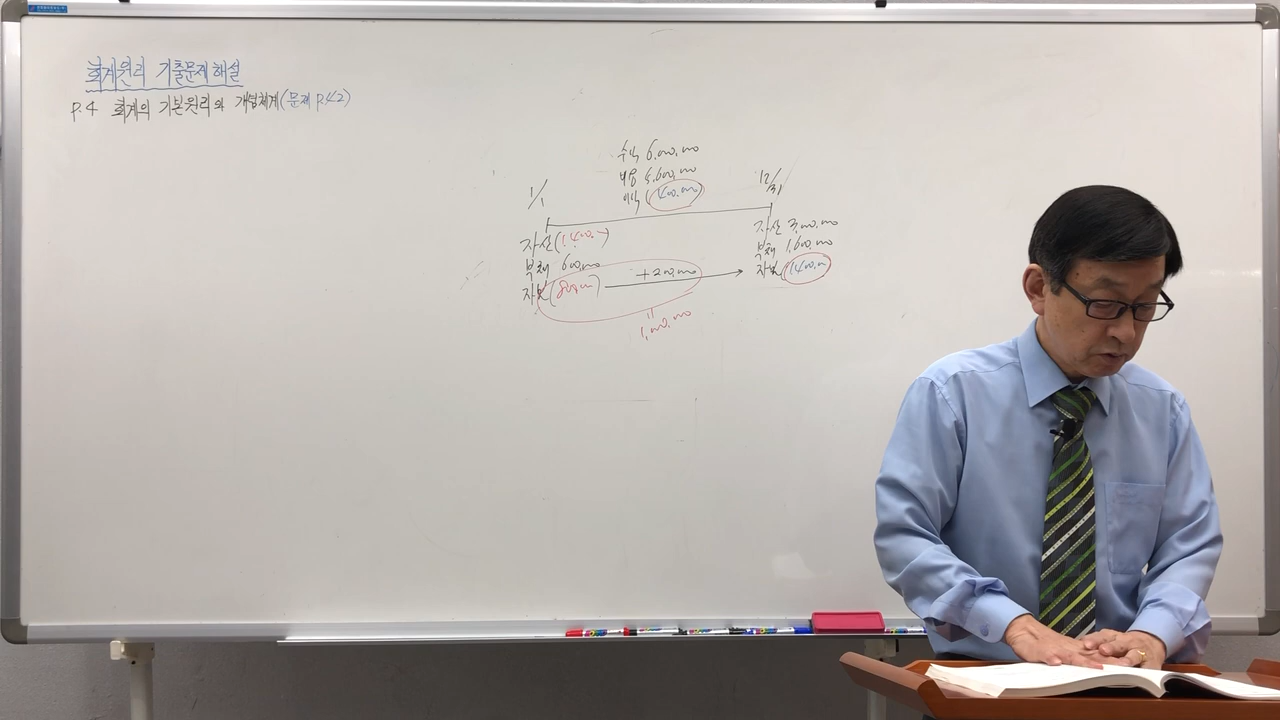 회계원리 기출문제해설
P.4 회계의 기본원리와 개념체계(문제 P.42)
수익 6,000,000
비용 5,600,000
이익 (400,000)
1/1
12/31
자산(1,400,→)
부채 600,000
자본(800,000)
+200,000
1,000,000
자산 3,000,000
부채 1,600,000
자본 (1,400,000)